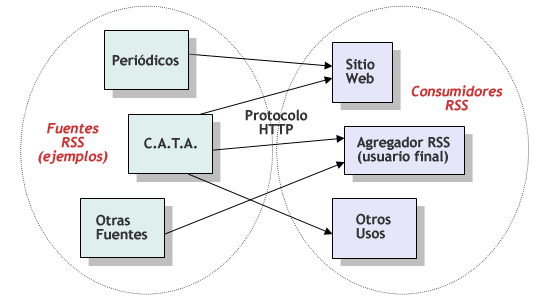 Periódicos
Sitio
Web
Consumidores
RSS
Fuentes
RSS
(ejemplos)
C.A.T.A.
Protocolo
HTTP
Agregador RSS
(usuario final)
Otras
Fuentes
Otros
Usos